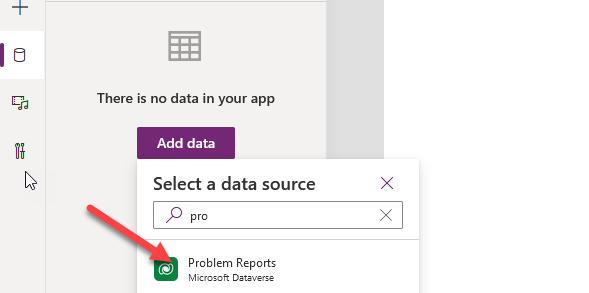 There is no data in your app
Add data
Select a data source
pro
Problem Reports
Microsoft Dataverse